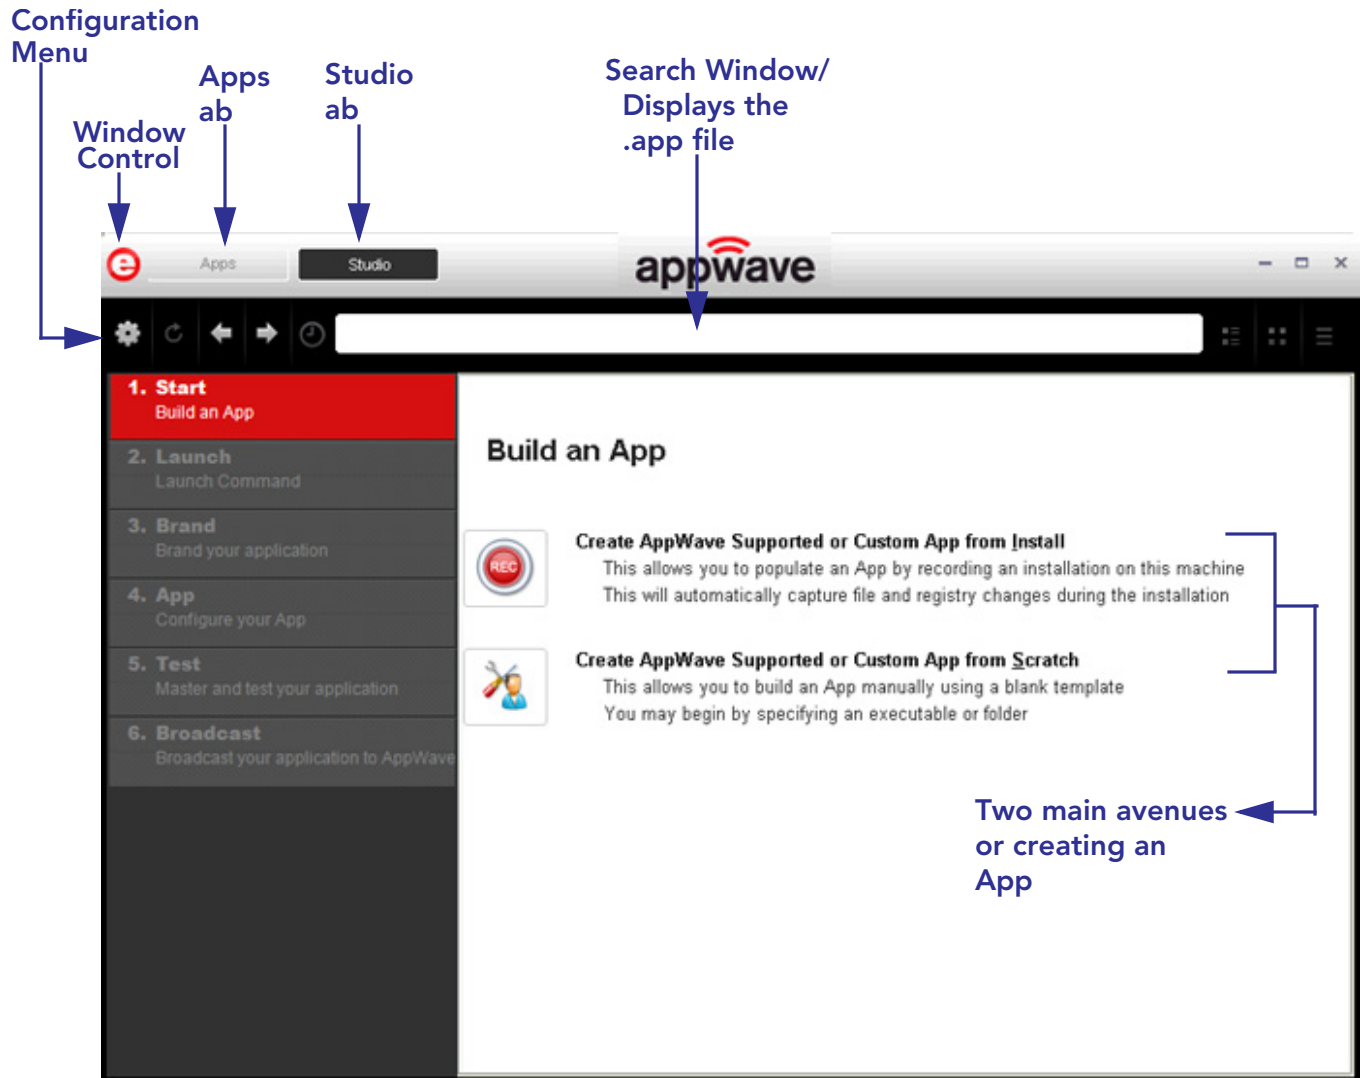 Configuration
Menu
Apps
ab
Studio
ab
Search Window/
Displays the
.app file
Window
Control
e
Apps
Studio
appwave
1. Start
Build an App
2. Launch
Launch Command
3. Brand
Brand your application
4. App
Configure your App
5. Test
Master and test your application
6. Broadcast
Broadcast your application to AppWave
Build an App
REC
Create AppWave Supported or Custom App from Install
This allows you to populate an App by recording an installation on this machine
This will automatically capture file and registry changes during the installation
Create AppWave Supported or Custom App from Scratch
This allows you to build an App manually using a blank template
You may begin by specifying an executable or folder
Two main avenues
or creating an
App